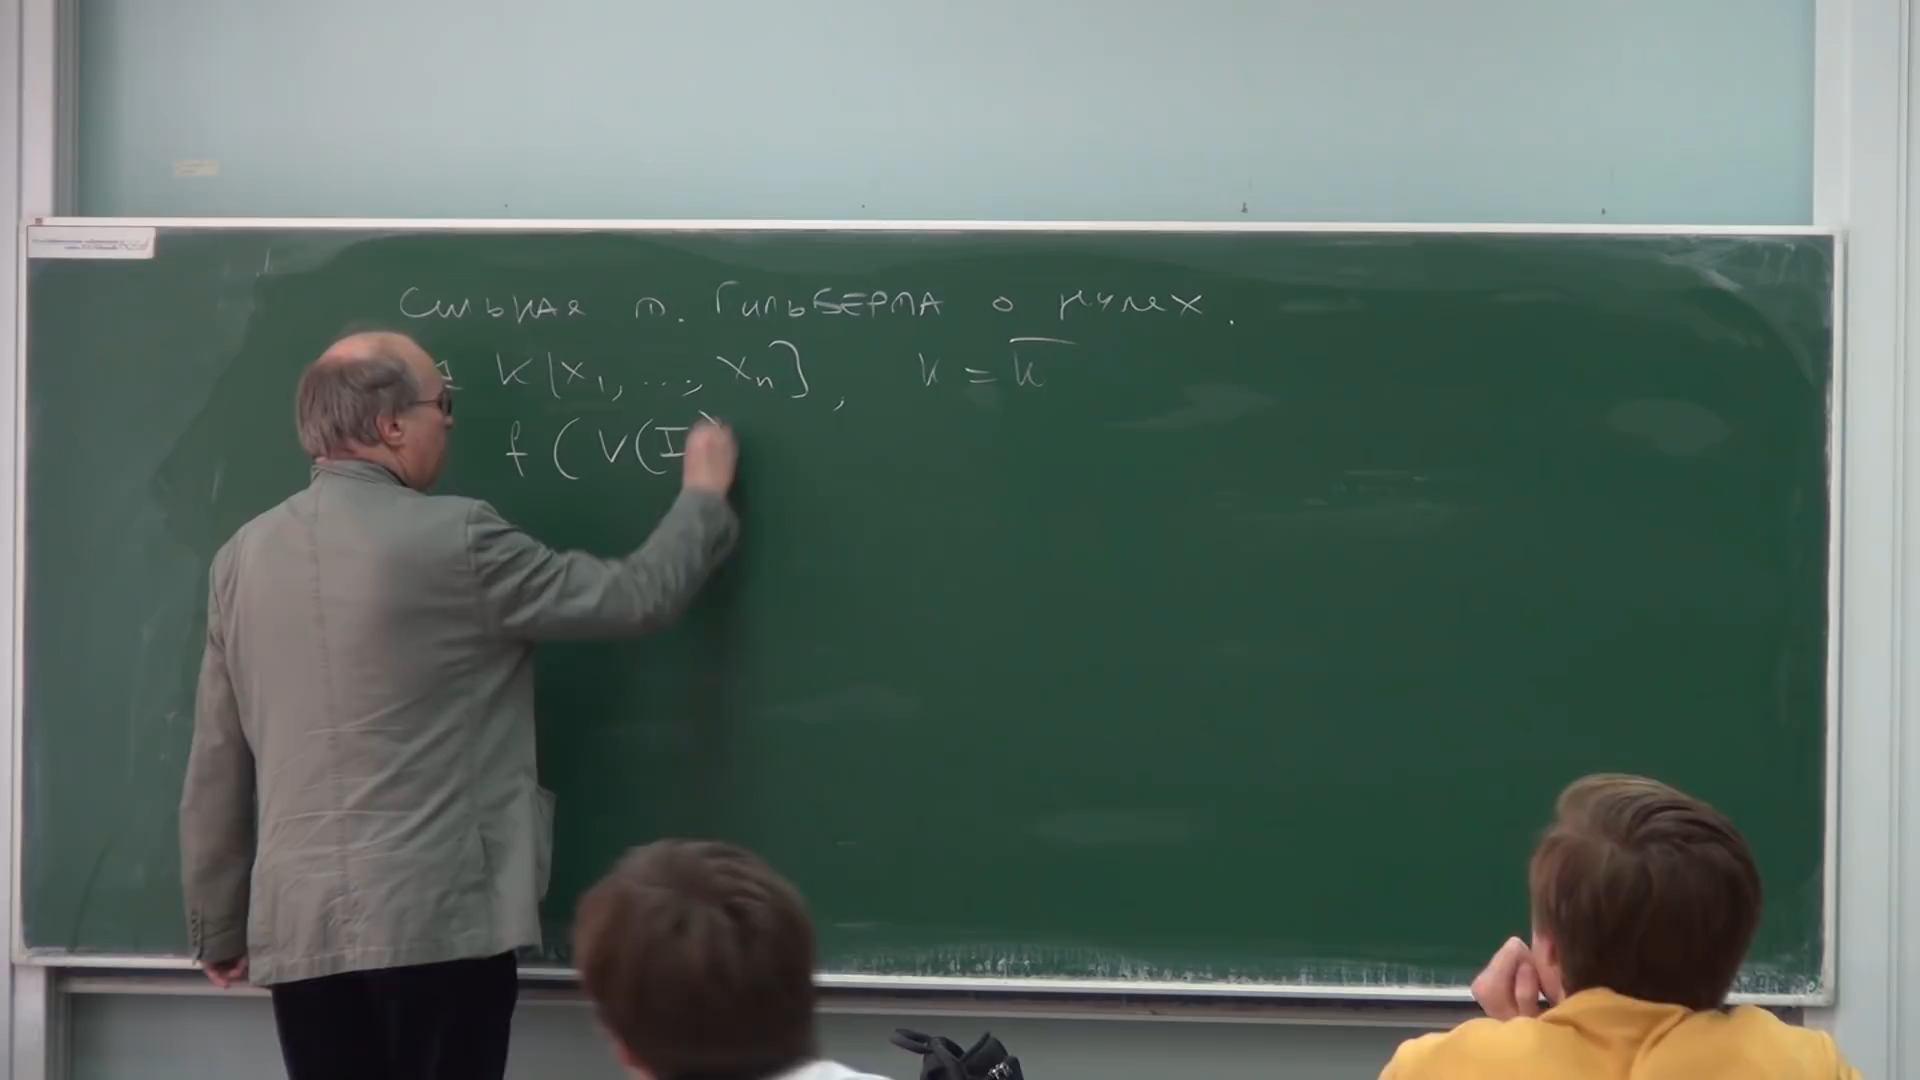 Сильная т. Гильберта о нулях.
k[x₁, ..., xₙ], k = k̅
f(V(I)